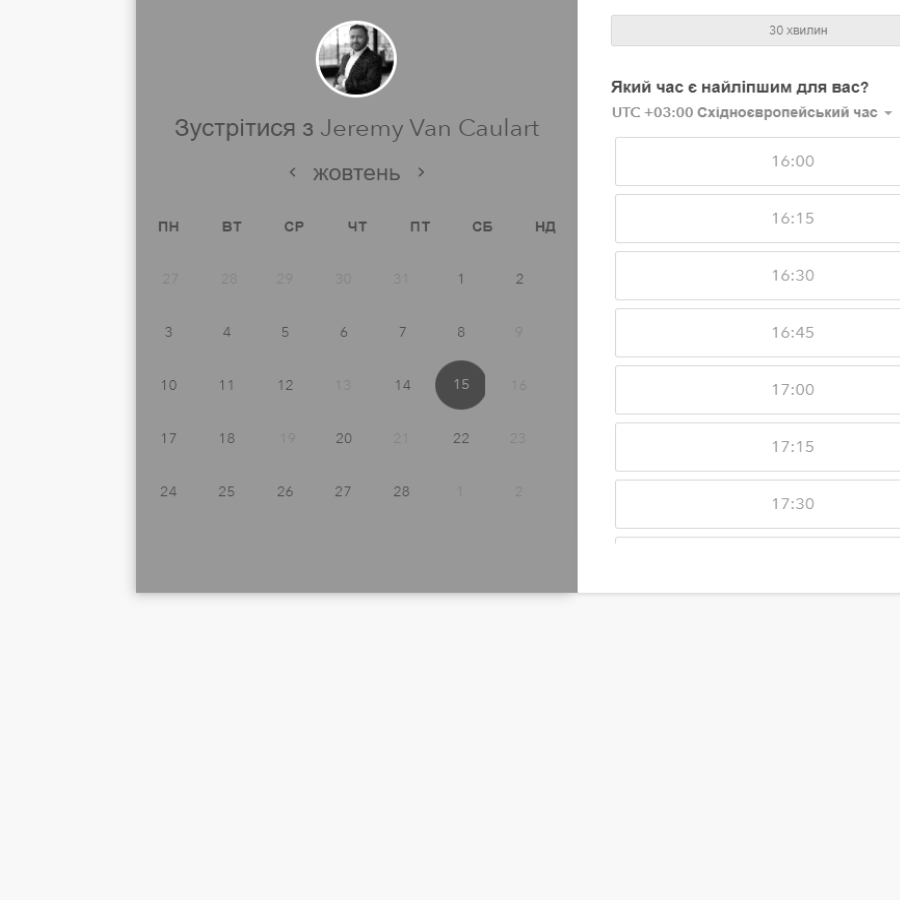 Зустрітися з Jeremy Van Caulart
жовтень
ПН ВТ СР ЧТ ПТ СБ НД
27 28 29 30 31 1 2
3 4 5 6 7 8 9
10 11 12 13 14 15 16
17 18 19 20 21 22 23
24 25 26 27 28 1 2
30 хвилин
Який час є найліпшим для вас?
UTC +03:00 Східноєвропейський час
16:00
16:15
16:30
16:45
17:00
17:15
17:30